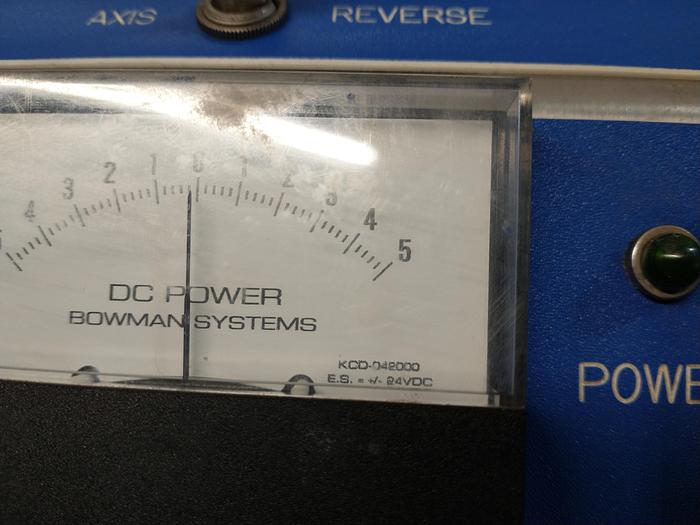 AXIS REVERSE
5 4 3 2 1 0 1 2 3 4 5
DC POWER
BOWMAN SYSTEMS
KCD-042000
E.S. = +/- 24VDC
POWE